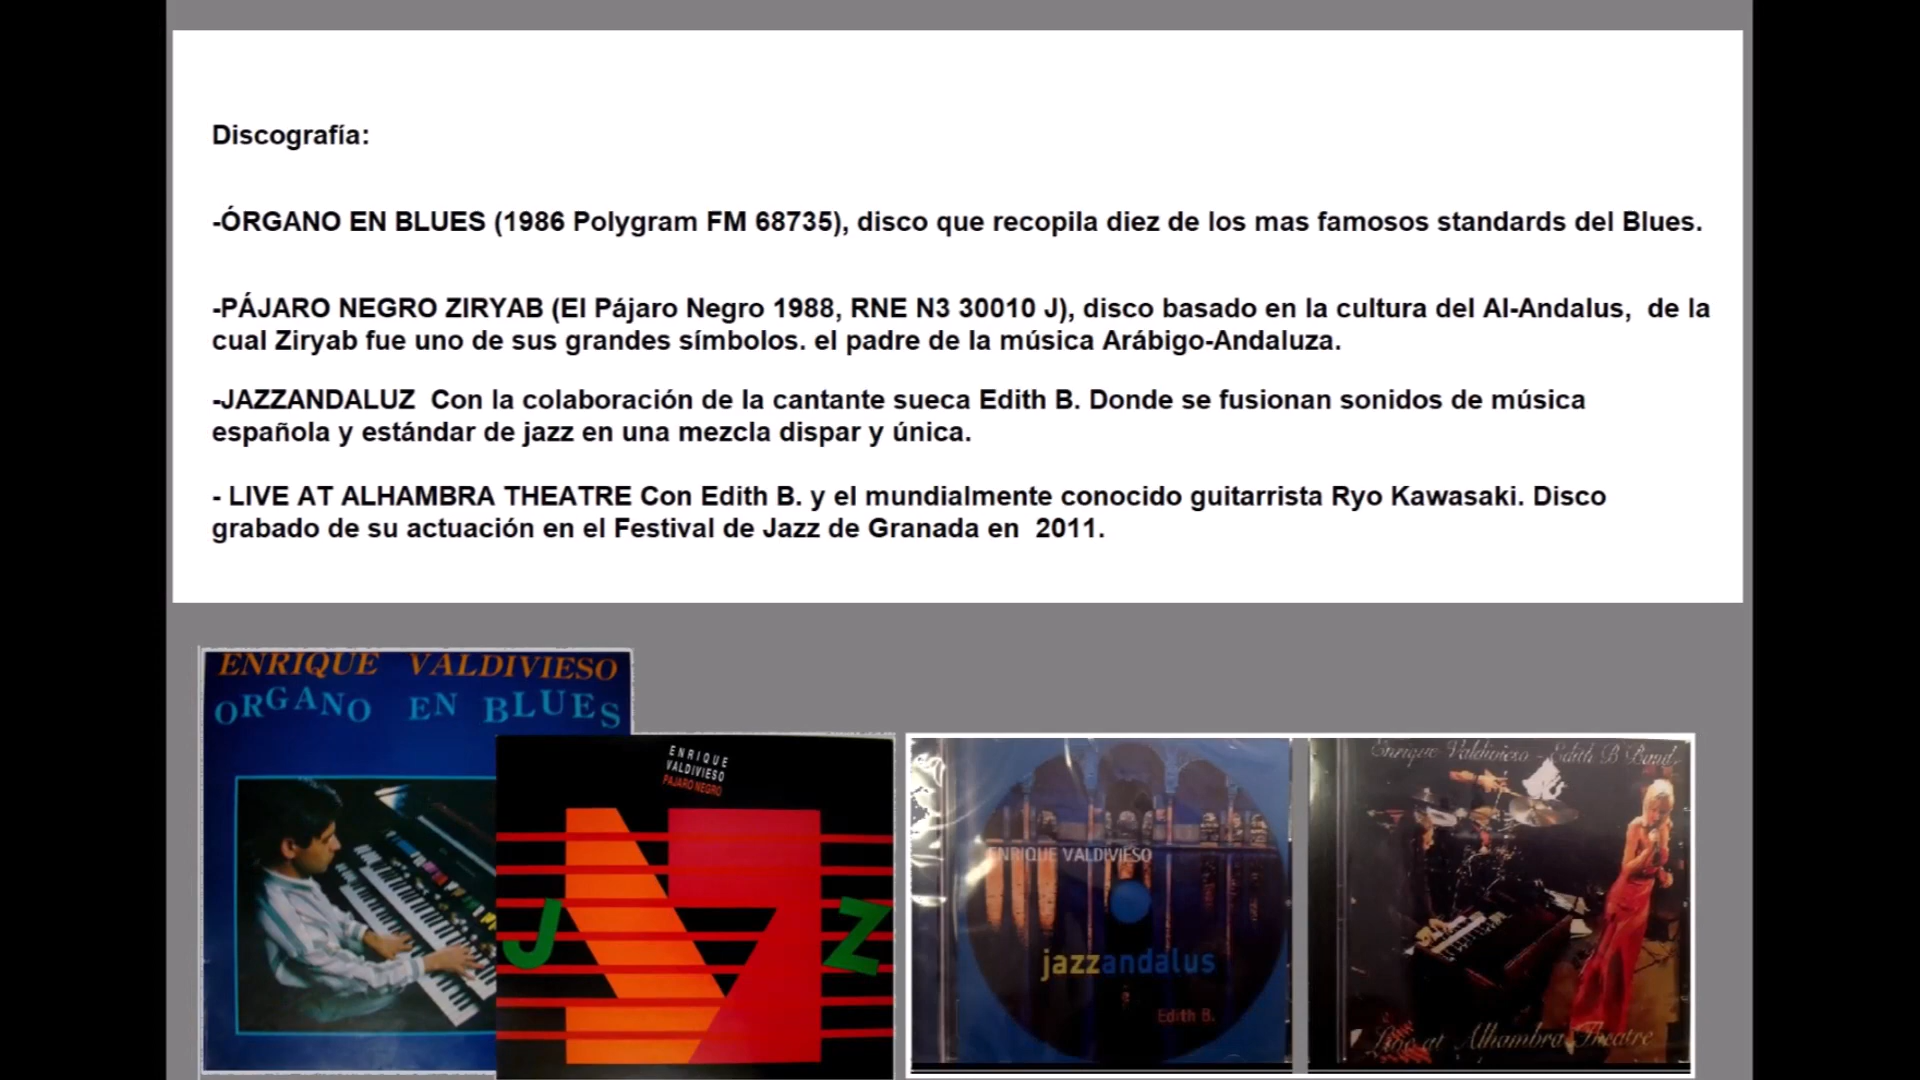 Discografía:
-ÓRGANO EN BLUES (1986 Polygram FM 68735), disco que recopila diez de los mas famosos standards del Blues.
-PÁJARO NEGRO ZIRYAB (El Pájaro Negro 1988, RNE N3 30010 J), disco basado en la cultura del Al-Andalus,  de la
cual Ziryab fue uno de sus grandes símbolos. el padre de la música Arábigo-Andaluza.
-JAZZANDALUZ  Con la colaboración de la cantante sueca Edith B. Donde se fusionan sonidos de música
española y estándar de jazz en una mezcla dispar y única.
- LIVE AT ALHAMBRA THEATRE Con Edith B. y el mundialmente conocido guitarrista Ryo Kawasaki. Disco
grabado de su actuación en el Festival de Jazz de Granada en  2011.
ENRIQUE VALDIVIESO
ORGANO EN BLUES
ENRIQUE
VALDIVIESO
PAJARO NEGRO
J Z
ENRIQUE VALDIVIESO
jazzandalus
Edith B.
Enrique Valdivieso - Edith B Band
Live at Alhambra Theatre